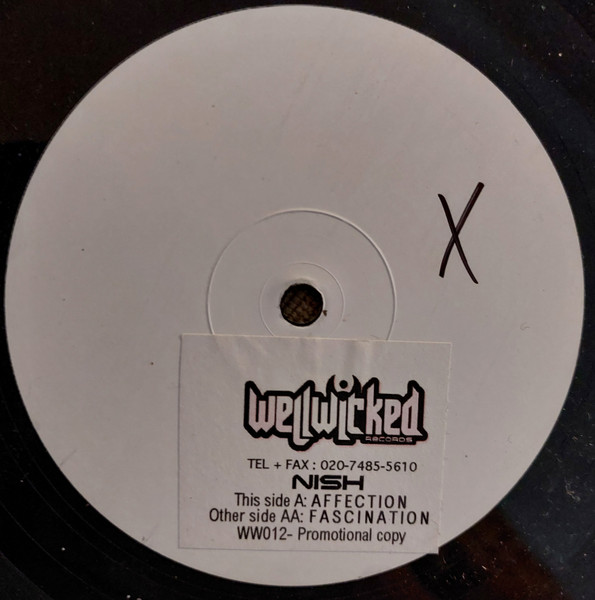 X
wellwicked
RECORDS
TEL + FAX : 020-7485-5610
NISH
This side A: AFFECTION
Other side AA: FASCINATION
WW012- Promotional copy